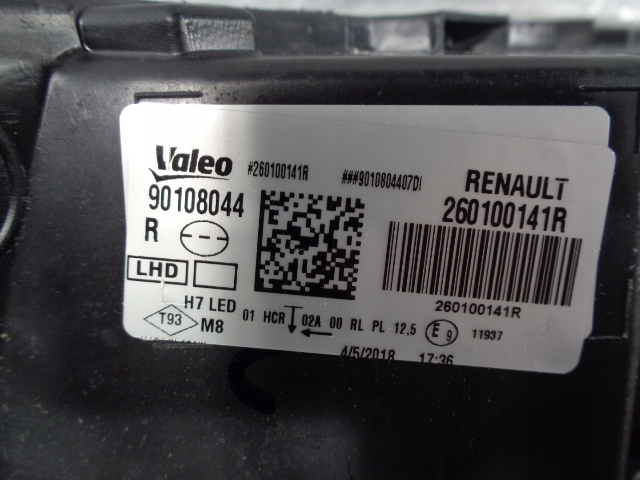 Valeo #260100141R ###9010804407DI RENAULT
90108044 260100141R
R
LHD
260100141R
H7 LED
T93 M8 01 HCR 02A 00 RL PL 12,5 E9 11937
4/5/2018 17:36